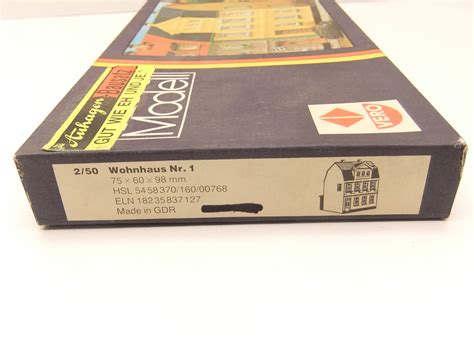 Auhagen
Bausatz
GUT WIE EH UND JE!
Modell
VERO
2/50 Wohnhaus Nr. 1
75 x 60 x 98 mm
HSL 5458370/160/00768
ELN 18235837127
Made in GDR